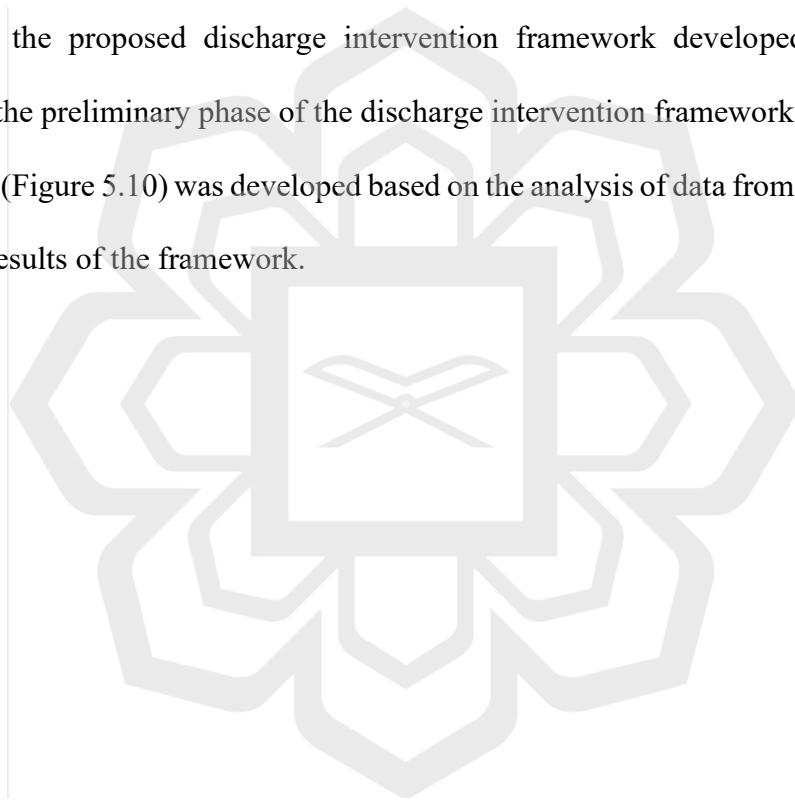 the proposed discharge intervention framework developed
the preliminary phase of the discharge intervention framework
(Figure 5.10) was developed based on the analysis of data from
esults of the framework.